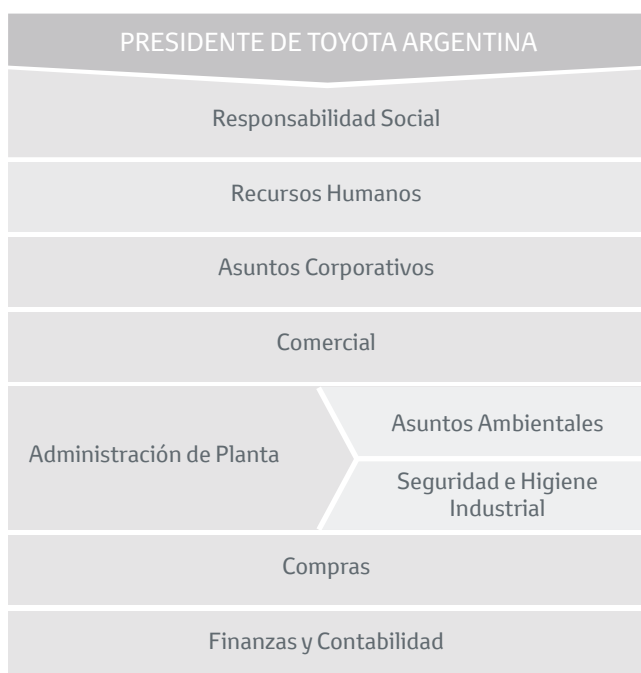 PRESIDENTE DE TOYOTA ARGENTINA
Responsabilidad Social
Recursos Humanos
Asuntos Corporativos
Comercial
Administración de Planta
Asuntos Ambientales
Seguridad e Higiene
Industrial
Compras
Finanzas y Contabilidad